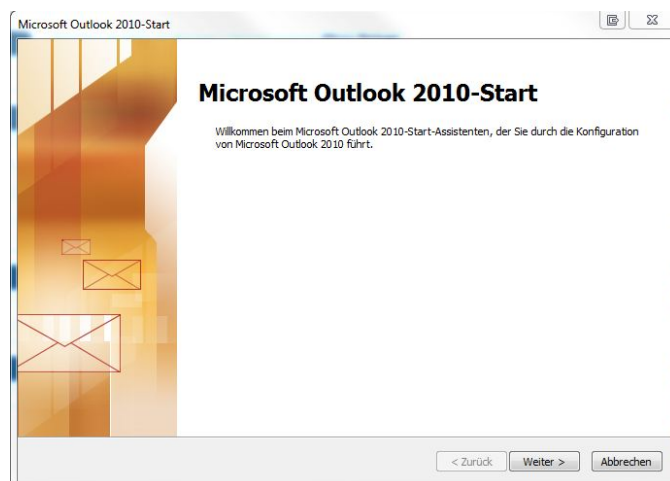 Microsoft Outlook 2010-Start
Microsoft Outlook 2010-Start
Willkommen beim Microsoft Outlook 2010-Start-Assistenten, der Sie durch die Konfiguration
von Microsoft Outlook 2010 führt.
< Zurück Weiter > Abbrechen